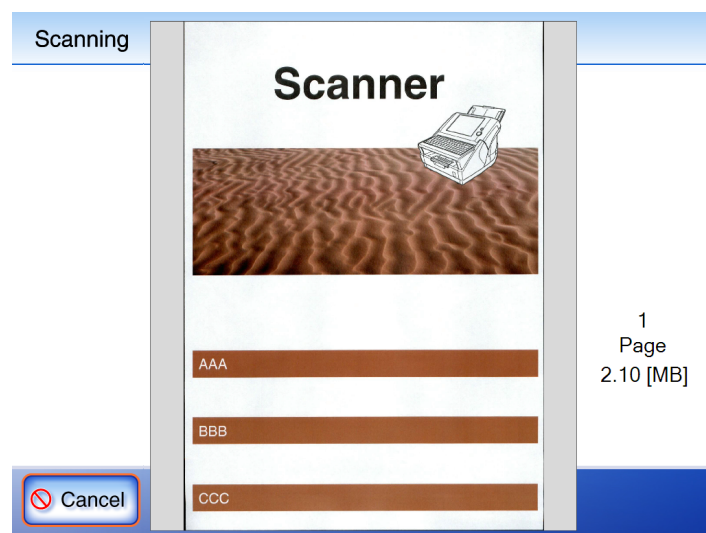 Scanning
Scanner
AAA
BBB
CCC
1
Page
2.10 [MB]
Cancel